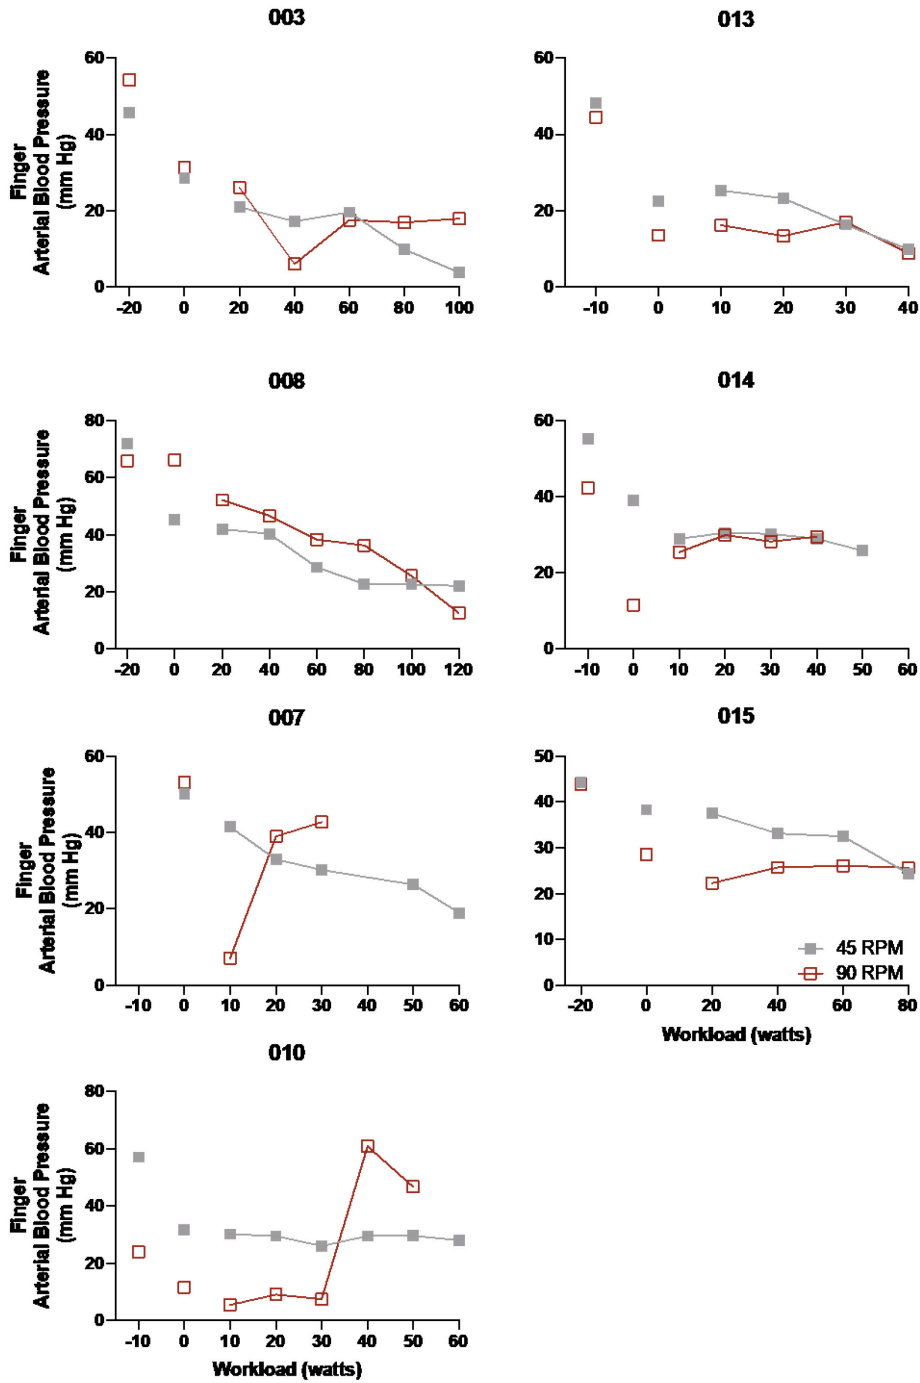 003
60
40
20
0
Finger
Arterial Blood Pressure
(mm Hg)
-20 0 20 40 60 80 100
013
60
40
20
0
-10 0 10 20 30 40
008
80
60
40
20
0
Finger
Arterial Blood Pressure
(mm Hg)
-20 0 20 40 60 80 100 120
014
60
40
20
0
-10 0 10 20 30 40 50 60
007
60
40
20
0
Finger
Arterial Blood Pressure
(mm Hg)
-10 0 10 20 30 40 50 60
015
50
40
30
20
10
0
45 RPM
90 RPM
-20 0 20 40 60 80
Workload (watts)
010
80
60
40
20
0
Finger
Arterial Blood Pressure
(mm Hg)
-10 0 10 20 30 40 50 60
Workload (watts)